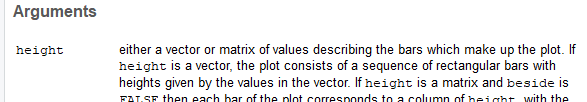 Arguments
height either a vector or matrix of values describing the bars which make up the plot. If
height is a vector, the plot consists of a sequence of rectangular bars with
heights given by the values in the vector. If height is a matrix and beside is
FALSE then each bar of the plot corresponds to a column of height, with the